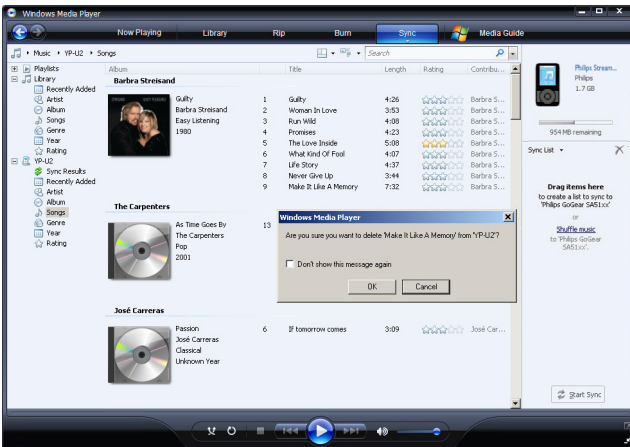 Windows Media Player
Now Playing Library Rip Burn Sync Media Guide
Music YP-U2 Songs
Search
Playlists
Library
Recently Added
Artist
Album
Songs
Genre
Year
Rating
YP-U2
Sync Results
Recently Added
Artist
Album
Songs
Genre
Year
Rating
Album Title Length Rating Contribu...
Barbra Streisand
Guilty
Barbra Streisand
Easy Listening
1980
1 Guilty 4:26 Barbra S...
2 Woman In Love 3:53 Barbra S...
3 Run Wild 4:08 Barbra S...
4 Promises 4:23 Barbra S...
5 The Love Inside 5:08 Barbra S...
6 What Kind Of Fool 4:07 Barbra S...
7 Life Story 4:37 Barbra S...
8 Never Give Up 3:44 Barbra S...
9 Make It Like A Memory 7:32 Barbra S...
The Carpenters
As Time Goes By
The Carpenters
Pop
2001
13
Windows Media Player
Are you sure you want to delete 'Make It Like A Memory' from 'YP-U2'?
Don't show this message again
OK Cancel
José Carreras
Passion
José Carreras
Classical
Unknown Year
6 IF tomorrow comes 3:09 José Car...
Philips Stream...
Philips
1.7 GB
954 MB remaining
Sync List
Drag items here
to create a list to sync to
'Philips GoGear SA51xx'
or
Shuffle music
to 'Philips GoGear
SA51xx'.
Start Sync